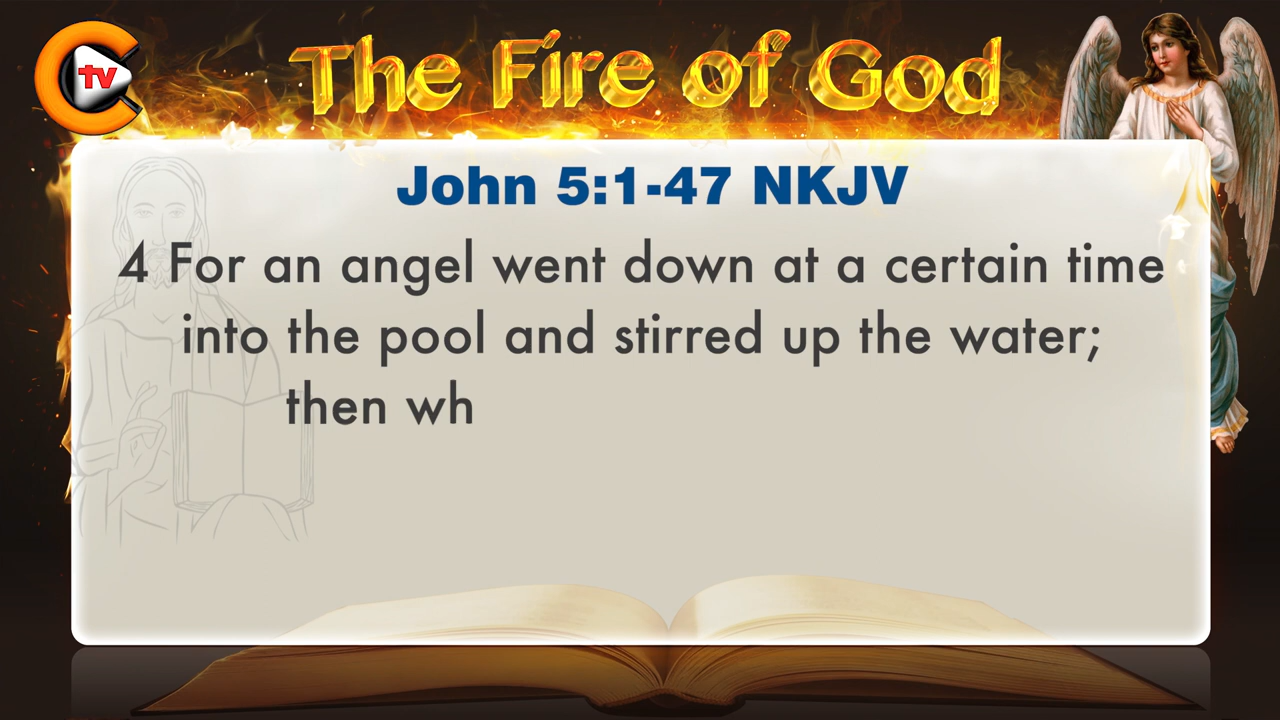 tv
The Fire of God
John 5:1-47 NKJV
4 For an angel went down at a certain time
into the pool and stirred up the water;
then wh